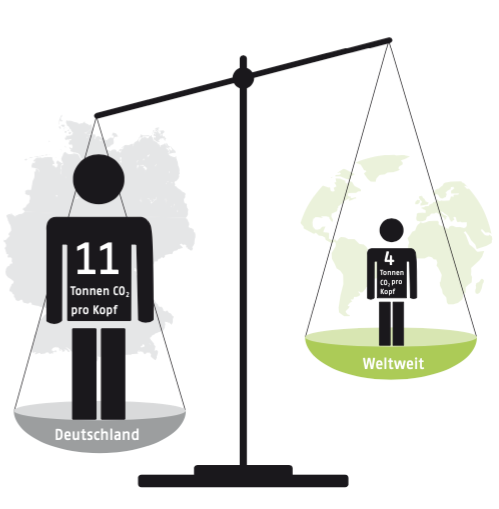 11
Tonnen CO₂
pro Kopf
Deutschland
4
Tonnen
CO₂ pro
Kopf
Weltweit